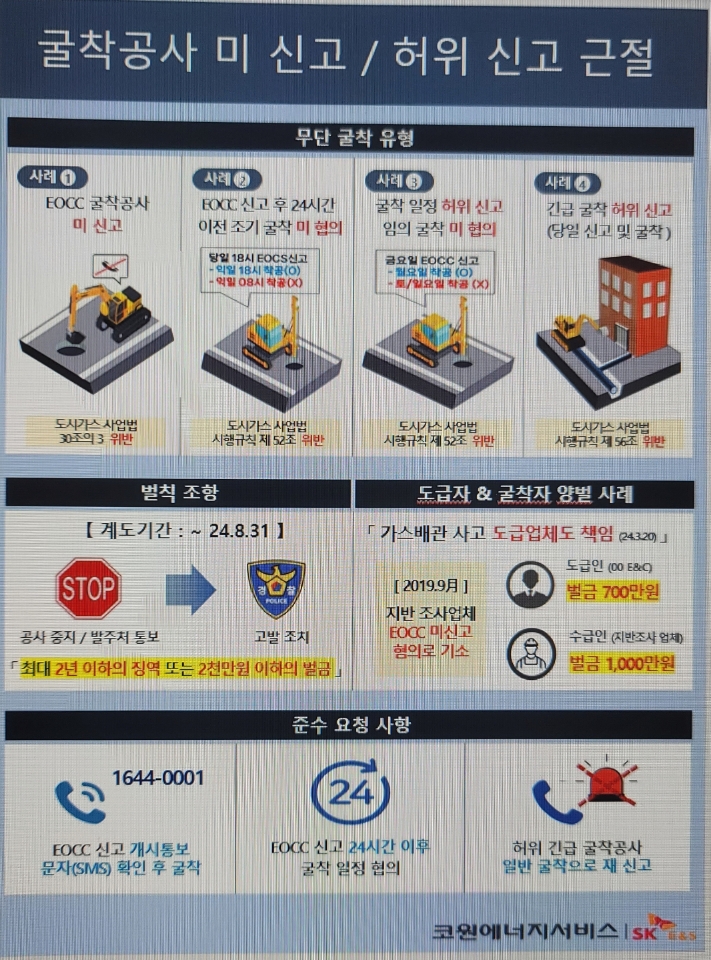 굴착공사 미 신고 / 허위 신고 근절
무단 굴착 유형
사례 1
EOCC 굴착공사
미 신고
도시가스 사업법
30조의 3 위반
사례 2
EOCC 신고 후 24시간
이전 조기 굴착 미 협의
당일 18시 EOCS신고
- 익일 18시 착공(O)
- 익일 08시 착공(X)
도시가스 사업법
시행규칙 제 52조 위반
사례 3
굴착 일정 허위 신고
임의 굴착 미 협의
금요일 EOCC 신고
- 월요일 착공 (O)
- 토/일요일 착공 (X)
도시가스 사업법
시행규칙 제 52조 위반
사례 4
긴급 굴착 허위 신고
(당일 신고 및 굴착)
도시가스 사업법
시행규칙 제 56조 위반
벌칙 조항
【 계도기간 : ~ 24.8.31 】
STOP
경찰
POLICE
공사 중지 / 발주처 통보
고발 조치
「 최대 2년 이하의 징역 또는 2천만원 이하의 벌금 」
도급자 & 굴착자 양벌 사례
「 가스배관 사고 도급업체도 책임 (24.3.20) 」
[ 2019.9月 ]
지반 조사업체
EOCC 미신고
혐의로 기소
도급인 (00 E&C)
벌금 700만원
수급인 (지반조사 업체)
벌금 1,000만원
준수 요청 사항
1644-0001
EOCC 신고 개시통보
문자(SMS) 확인 후 굴착
24
EOCC 신고 24시간 이후
굴착 일정 협의
허위 긴급 굴착공사
일반 굴착으로 재 신고
코원에너지서비스 | SK E&S